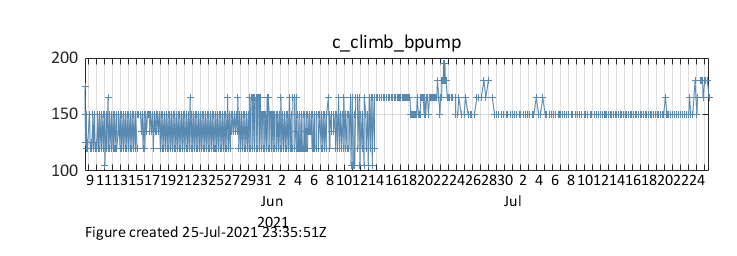 c_climb_bpump
200
150
100
9 11 13 15 17 19 21 23 25 27 29 31 2 4 6 8 10 12 14 16 18 20 22 24 26 28 30 2 4 6 8 10 12 14 16 18 20 22 24
Jun Jul
2021
Figure created 25-Jul-2021 23:35:51Z